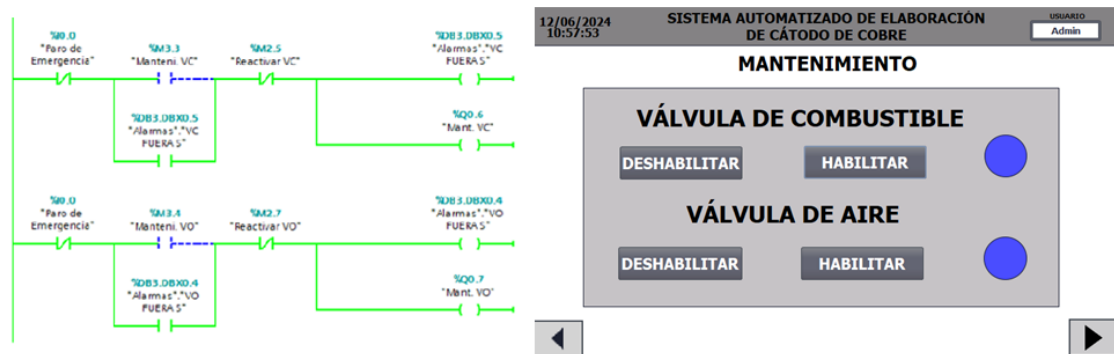 %I0.0
"Paro de
Emergencia"
%M3.3
"Manteni. VC"
%M2.5
"Reactivar VC"
%DB3.DBX0.5
"Alarmas"."VC
FUERA S"
%DB3.DBX0.5
"Alarmas"."VC
FUERA S"
%Q0.6
"Mant. VC"
%I0.0
"Paro de
Emergencia"
%M3.4
"Manteni. VO"
%M2.7
"Reactivar VO"
%DB3.DBX0.4
"Alarmas"."VO
FUERA S"
%DB3.DBX0.4
"Alarmas"."VO
FUERA S"
%Q0.7
"Mant. VO"
12/06/2024
10:57:53
SISTEMA AUTOMATIZADO DE ELABORACIÓN
DE CÁTODO DE COBRE
USUARIO
Admin
MANTENIMIENTO
VÁLVULA DE COMBUSTIBLE
DESHABILITAR
HABILITAR
VÁLVULA DE AIRE
DESHABILITAR
HABILITAR